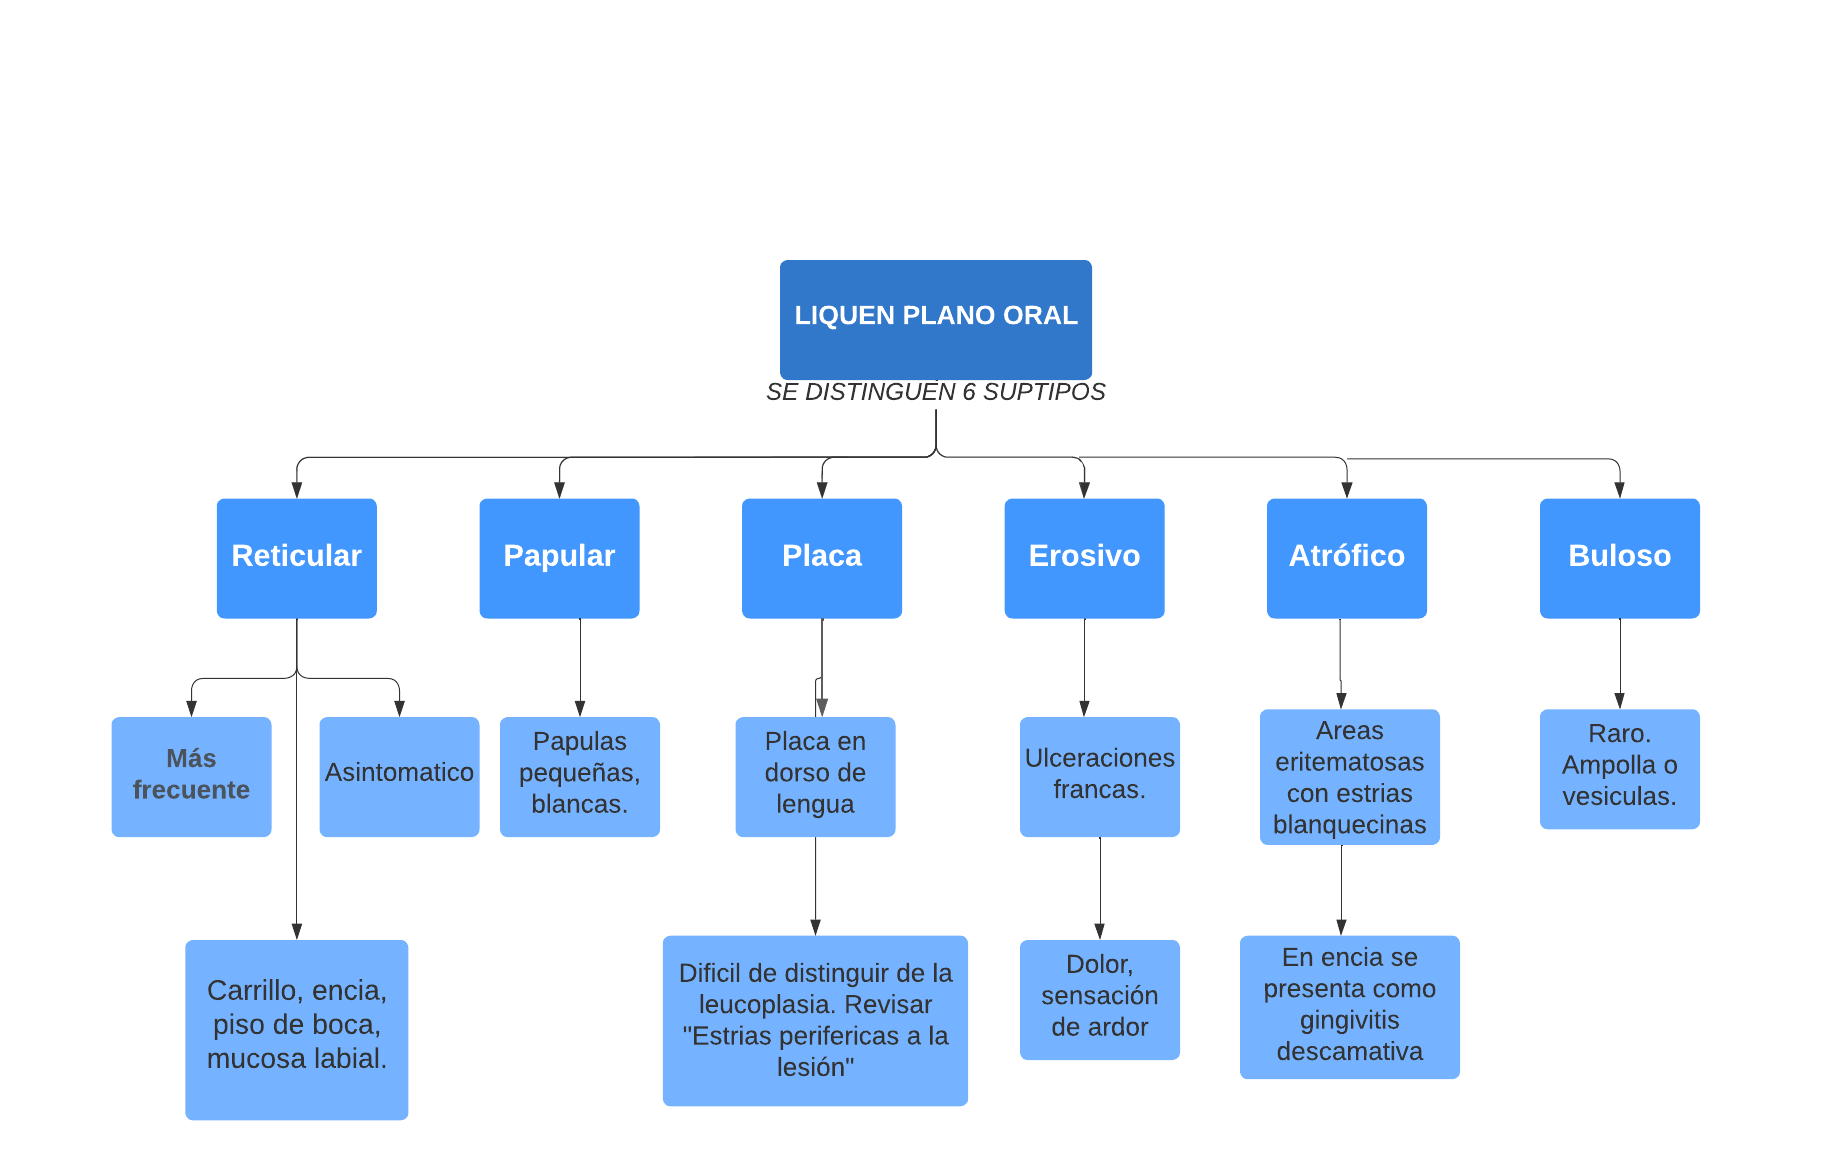 LIQUEN PLANO ORAL
SE DISTINGUEN 6 SUPTIPOS
Reticular
Papular
Placa
Erosivo
Atrófico
Buloso
Más
frecuente
Asintomatico
Papulas
pequeñas,
blancas.
Placa en
dorso de
lengua
Ulceraciones
francas.
Areas
eritematosas
con estrias
blanquecinas
Raro.
Ampolla o
vesiculas.
Carrillo, encia,
piso de boca,
mucosa labial.
Dificil de distinguir de la
leucoplasia. Revisar
"Estrias perifericas a la
lesión"
Dolor,
sensación
de ardor
En encia se
presenta como
gingivitis
descamativa